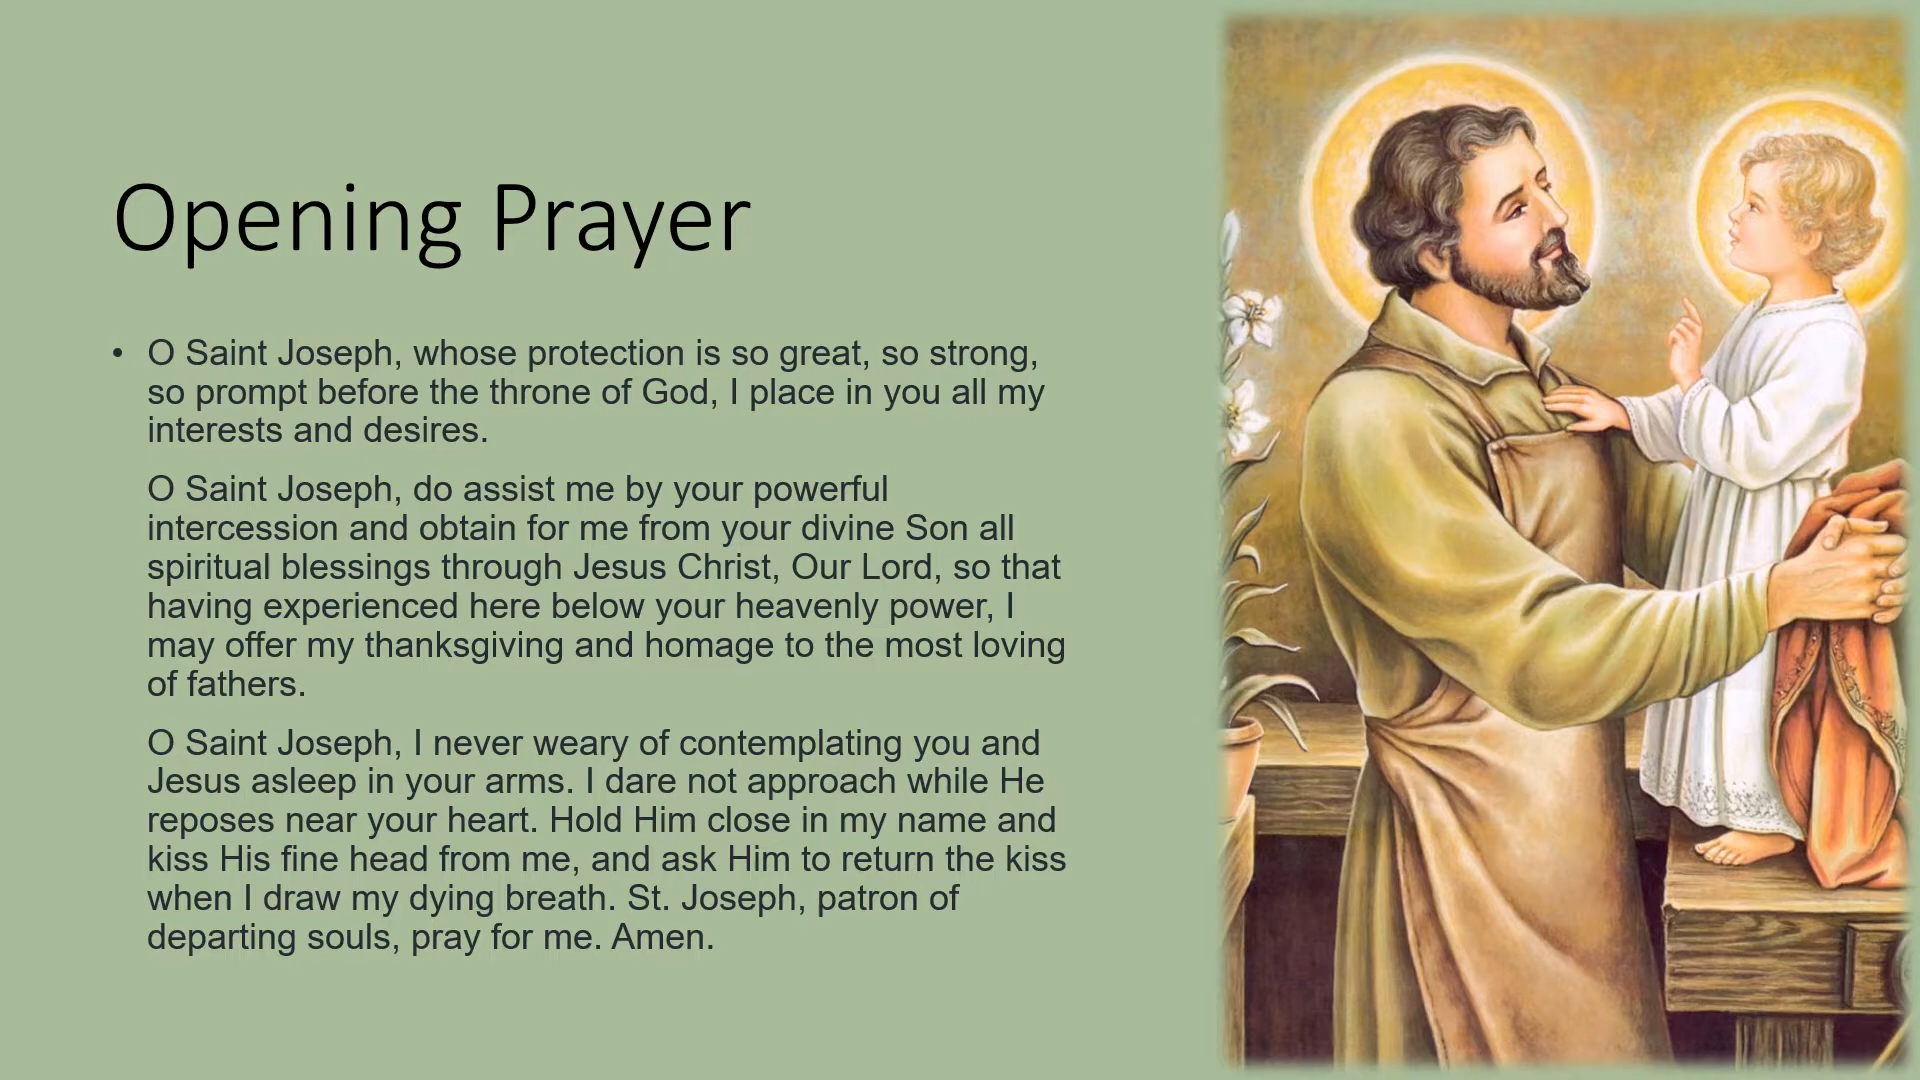 Opening Prayer
• O Saint Joseph, whose protection is so great, so strong,
so prompt before the throne of God, I place in you all my
interests and desires.
O Saint Joseph, do assist me by your powerful
intercession and obtain for me from your divine Son all
spiritual blessings through Jesus Christ, Our Lord, so that
having experienced here below your heavenly power, I
may offer my thanksgiving and homage to the most loving
of fathers.
O Saint Joseph, I never weary of contemplating you and
Jesus asleep in your arms. I dare not approach while He
reposes near your heart. Hold Him close in my name and
kiss His fine head from me, and ask Him to return the kiss
when I draw my dying breath. St. Joseph, patron of
departing souls, pray for me. Amen.